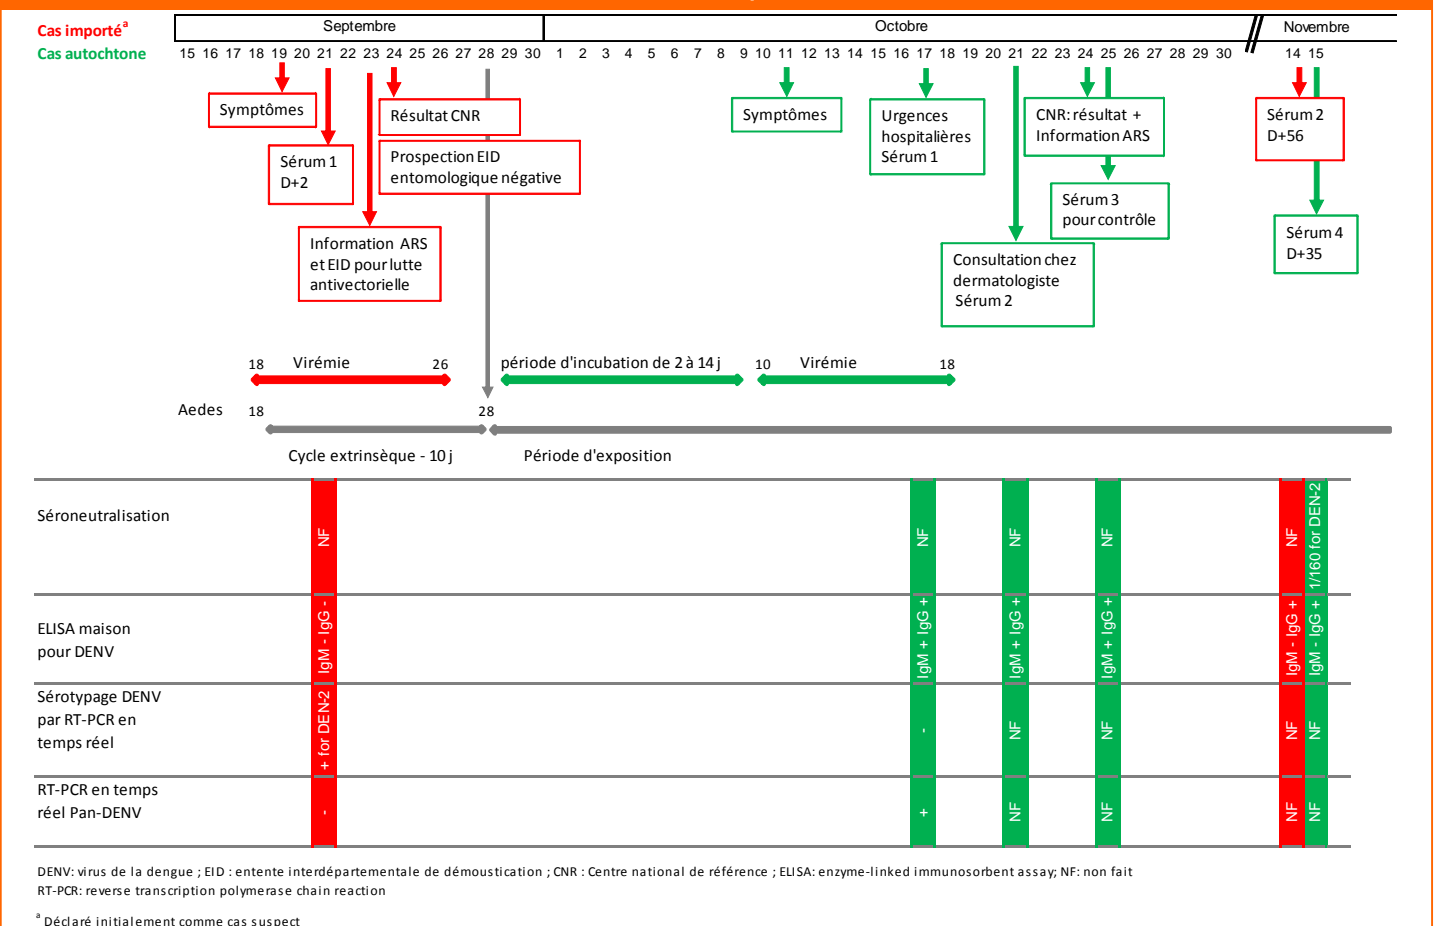 Cas importé a
Cas autochtone
Septembre
Octobre
Novembre
15 16 17 18 19 20 21 22 23 24 25 26 27 28 29 30 1 2 3 4 5 6 7 8 9 10 11 12 13 14 15 16 17 18 19 20 21 22 23 24 25 26 27 28 29 30 14 15
Symptômes
Sérum 1
D+2
Information ARS
et EID pour lutte
antivectorielle
Résultat CNR
Prospection EID
entomologique négative
Symptômes
Urgences
hospitalières
Sérum 1
Consultation chez
dermatologiste
Sérum 2
CNR: résultat +
Information ARS
Sérum 3
pour contrôle
Sérum 2
D+56
Sérum 4
D+35
18 Virémie 26
période d'incubation de 2 à 14 j
10 Virémie 18
Aedes 18 28
Cycle extrinsèque - 10 j
Période d'exposition
Séroneutralisation
NF
NF
NF
NF
NF
1/160 for DEN-2
ELISA maison
pour DENV
IgM - IgG -
IgM + IgG +
IgM + IgG +
IgM + IgG +
IgM - IgG +
IgM - IgG +
Sérotypage DENV
par RT-PCR en
temps réel
+ for DEN-2
-
NF
NF
NF
NF
RT-PCR en temps
réel Pan-DENV
-
+
NF
NF
NF
NF
DENV: virus de la dengue ; EID : entente interdépartementale de démoustication ; CNR : Centre national de référence ; ELISA: enzyme-linked immunosorbent assay; NF: non fait
RT-PCR: reverse transcription polymerase chain reaction
a Déclaré initialement comme cas suspect